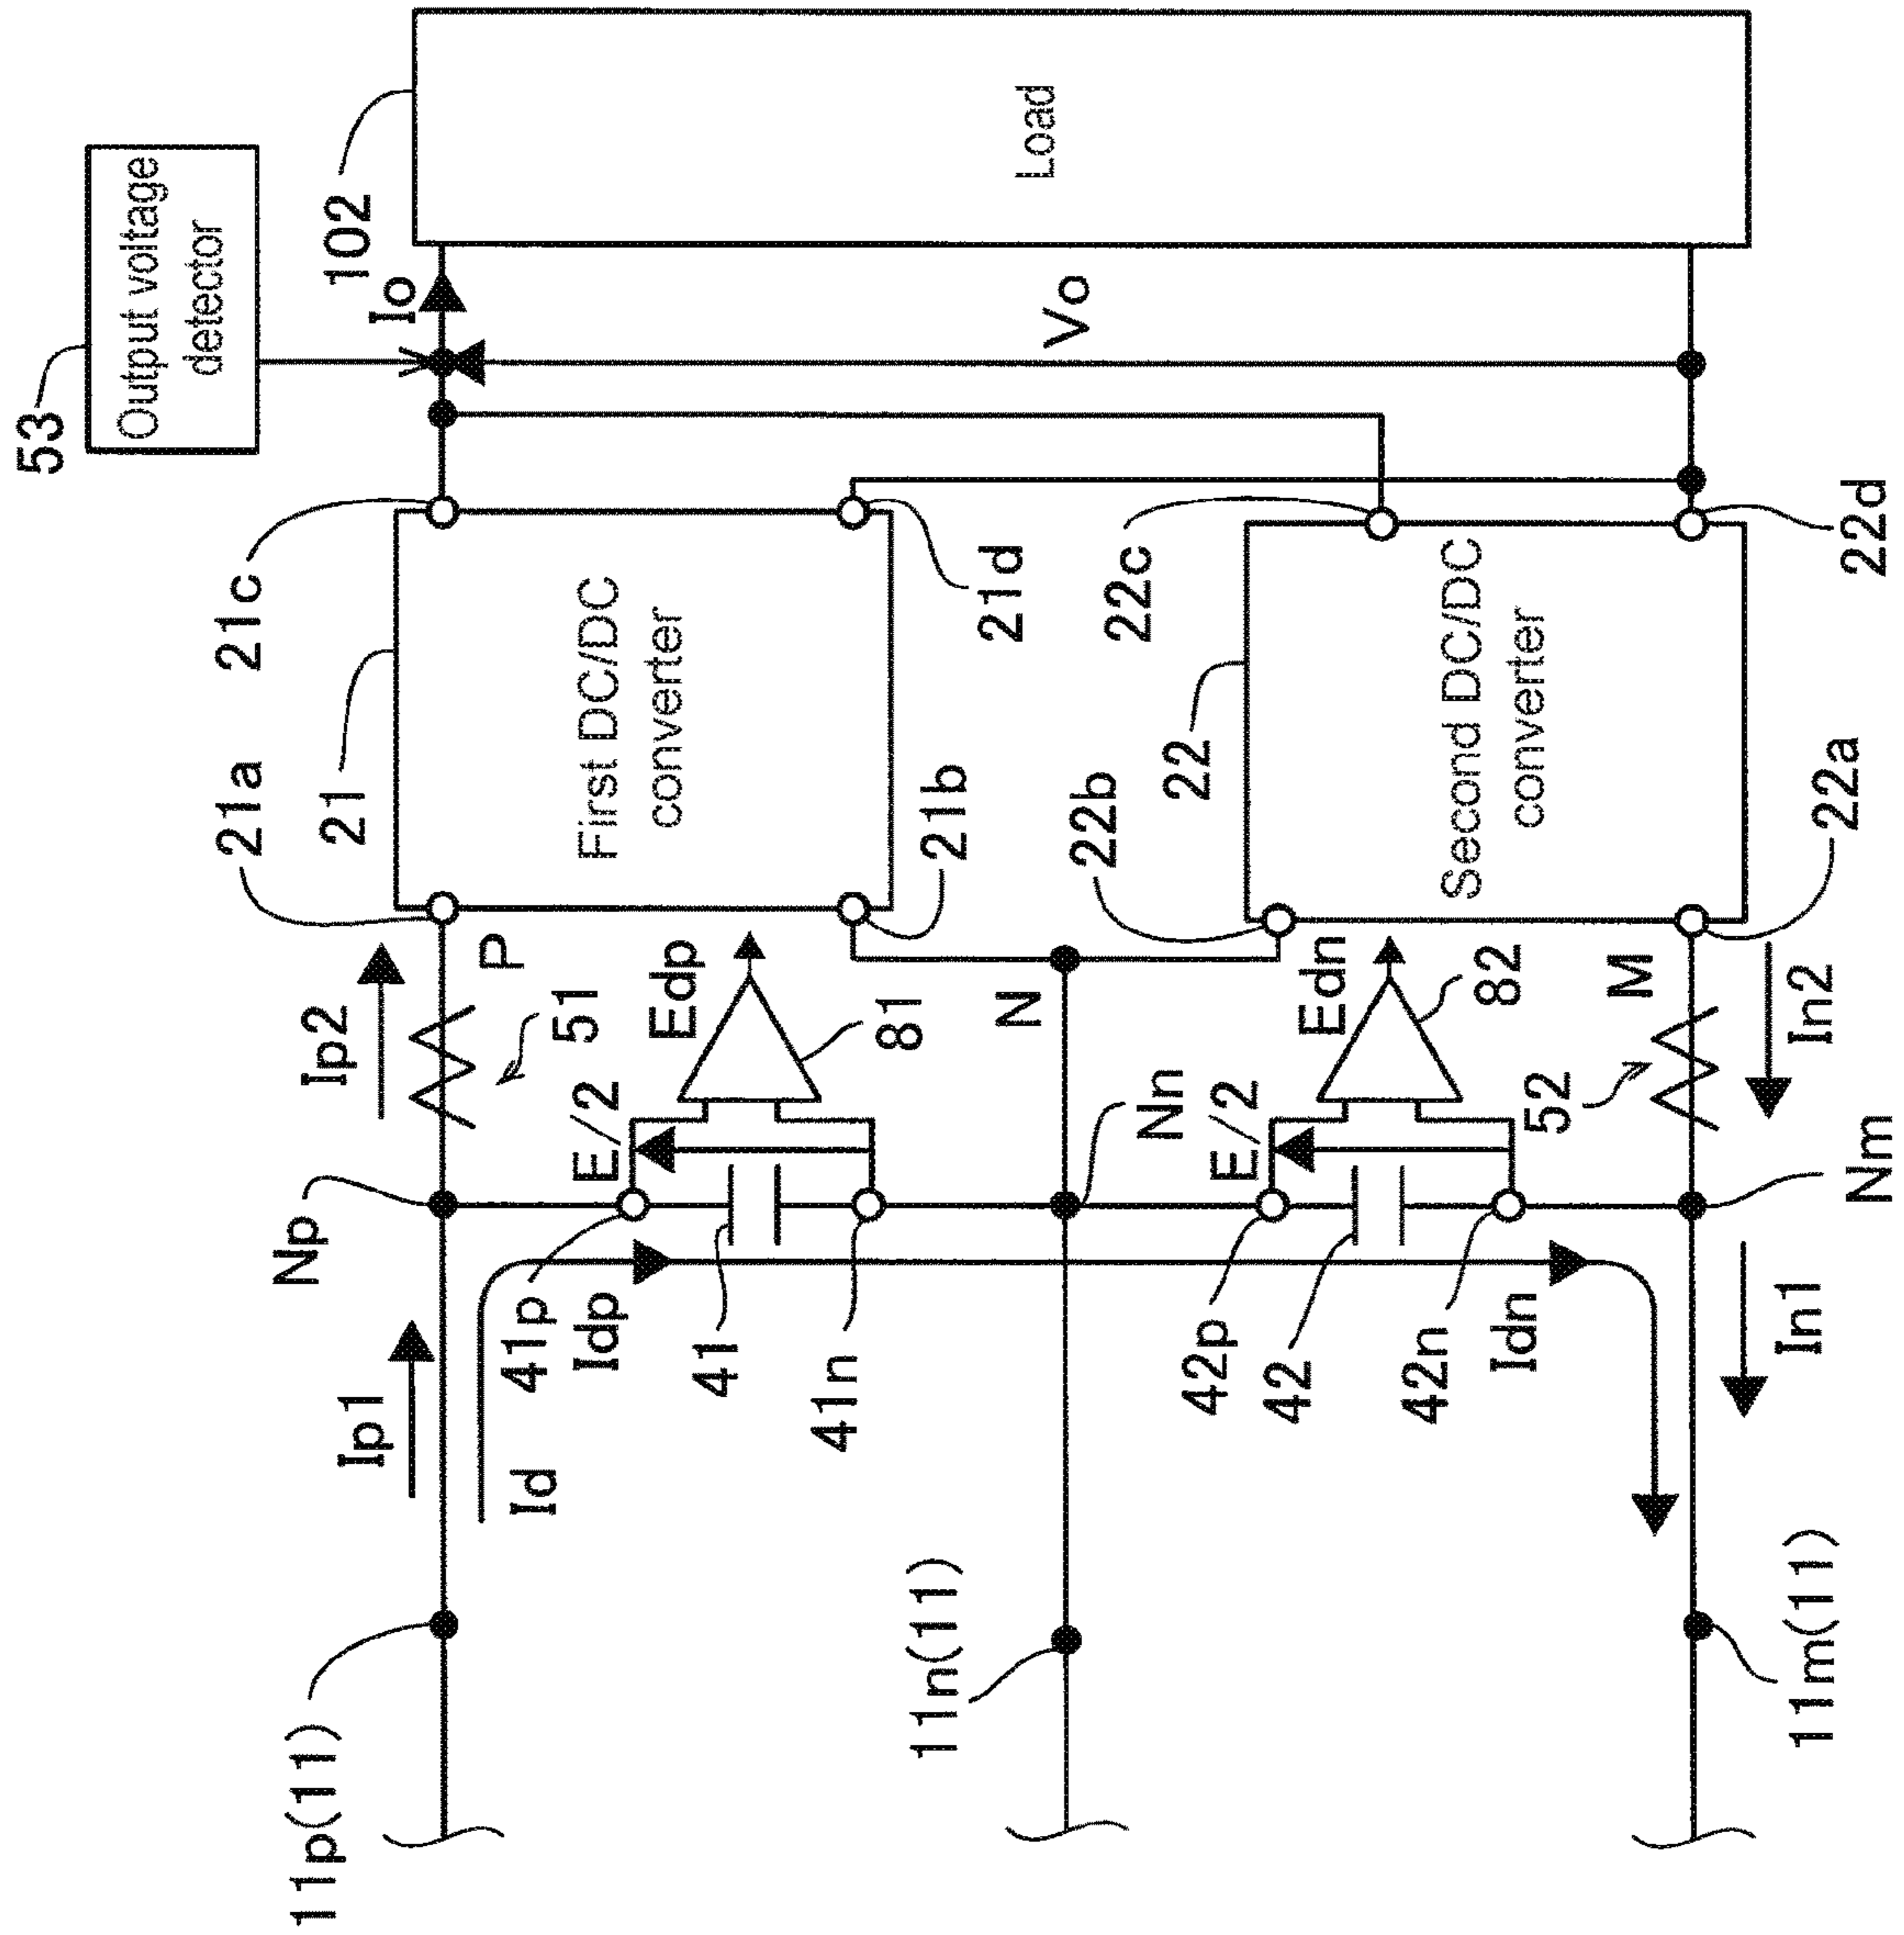 53
Output voltage
detector
102
Load
Io
Vo
21c
21
21a
First DC/DC
converter
21d
21b
22c
22
22b
Second DC/DC
converter
22d
22a
Ip2
P
51
Edp
81
E/2
N
Nn
Edn
82
E/2
M
52
In2
Nm
Np
Ip1
Id
41p
Idp
41
41n
42p
42
42n
Idn
In1
11p(11)
11n(11)
11m(11)